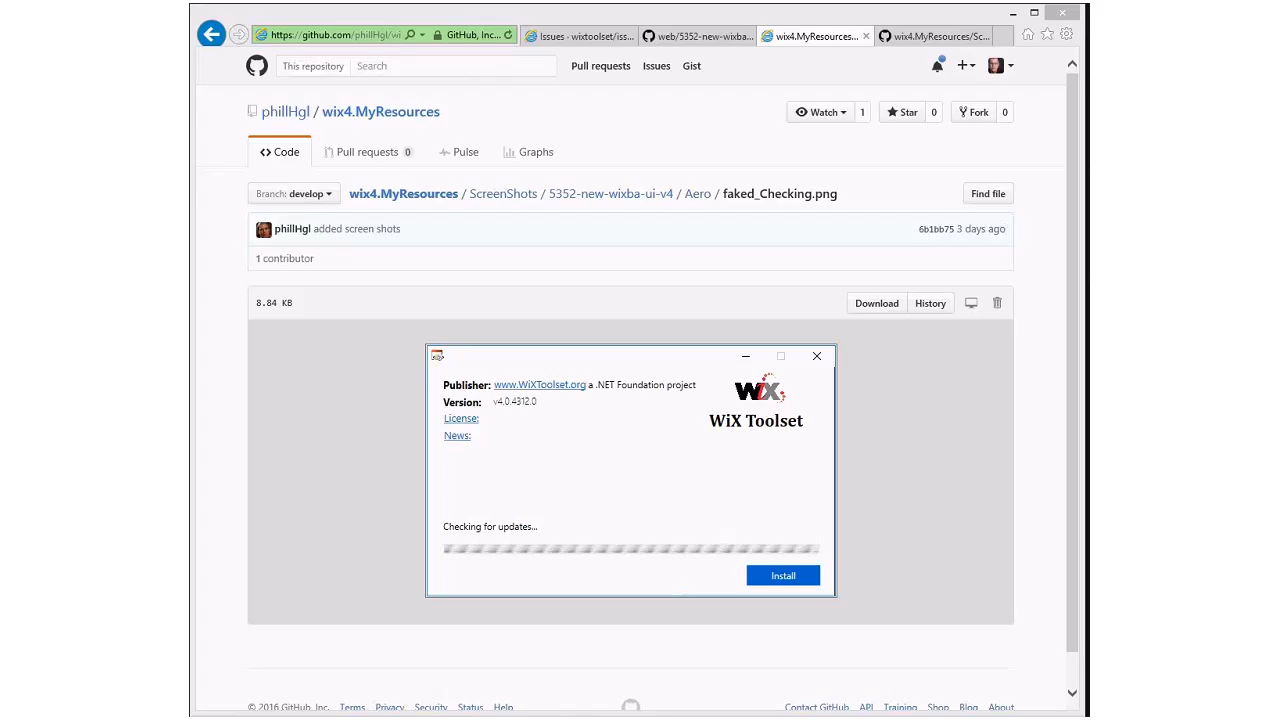 https://github.com/phillHgl/wi
GitHub, Inc...
Issues - wixtoolset/iss...
web/5352-new-wixba...
wix4.MyResources...
wix4.MyResources/Sc...
This repository
Search
Pull requests
Issues
Gist
phillHgl / wix4.MyResources
Watch
1
Star
0
Fork
0
<> Code
Pull requests 0
Pulse
Graphs
Branch: develop
wix4.MyResources / ScreenShots / 5352-new-wixba-ui-v4 / Aero / faked_Checking.png
Find file
phillHgl added screen shots
6b1bb75 3 days ago
1 contributor
8.84 KB
Download
History
Publisher: www.WiXToolset.org a .NET Foundation project
Version: v4.0.4312.0
License:
News:
WiX
WiX Toolset
Checking for updates...
Install
© 2016 GitHub, Inc. Terms Privacy Security Status Help
Contact GitHub API Training Shop Blog About